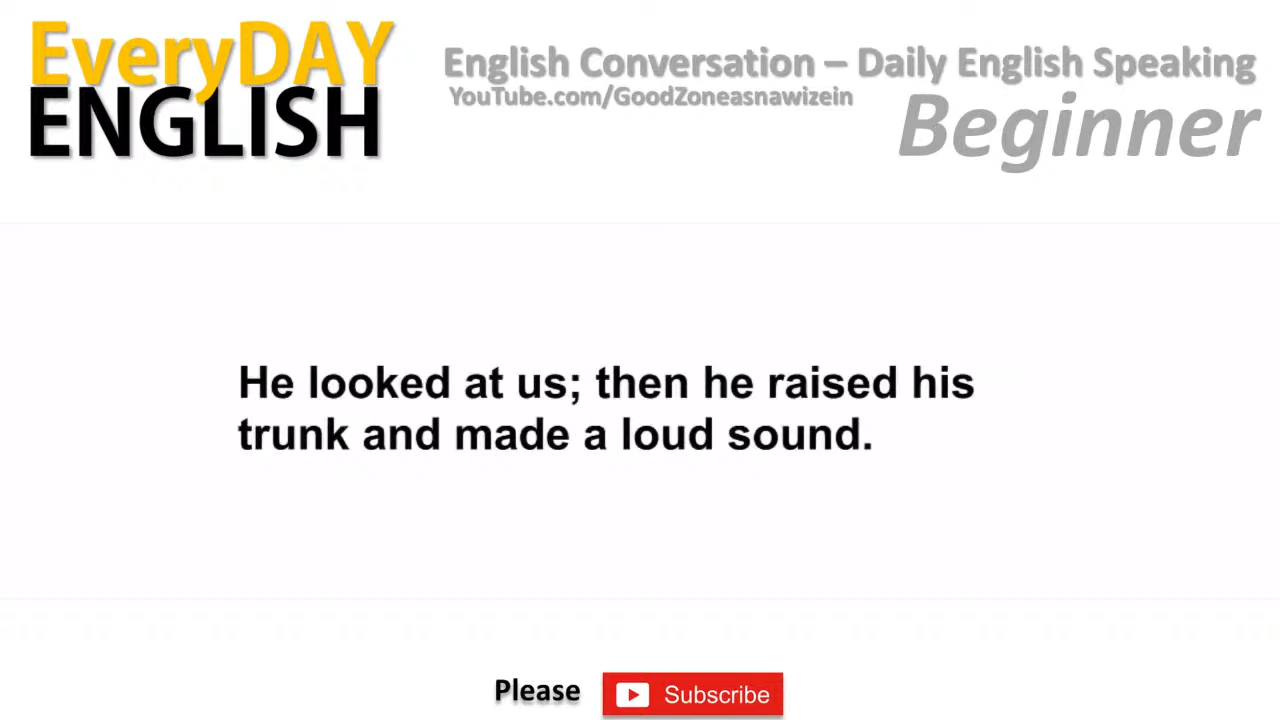 EveryDAY
ENGLISH
English Conversation – Daily English Speaking
YouTube.com/GoodZoneasnawizein
Beginner
He looked at us; then he raised his
trunk and made a loud sound.
Please
Subscribe